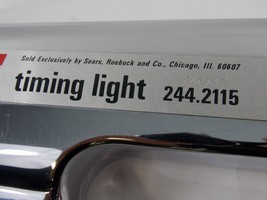 Sold Exclusively by Sears, Roebuck and Co., Chicago, Ill. 60607
timing light 244.2115